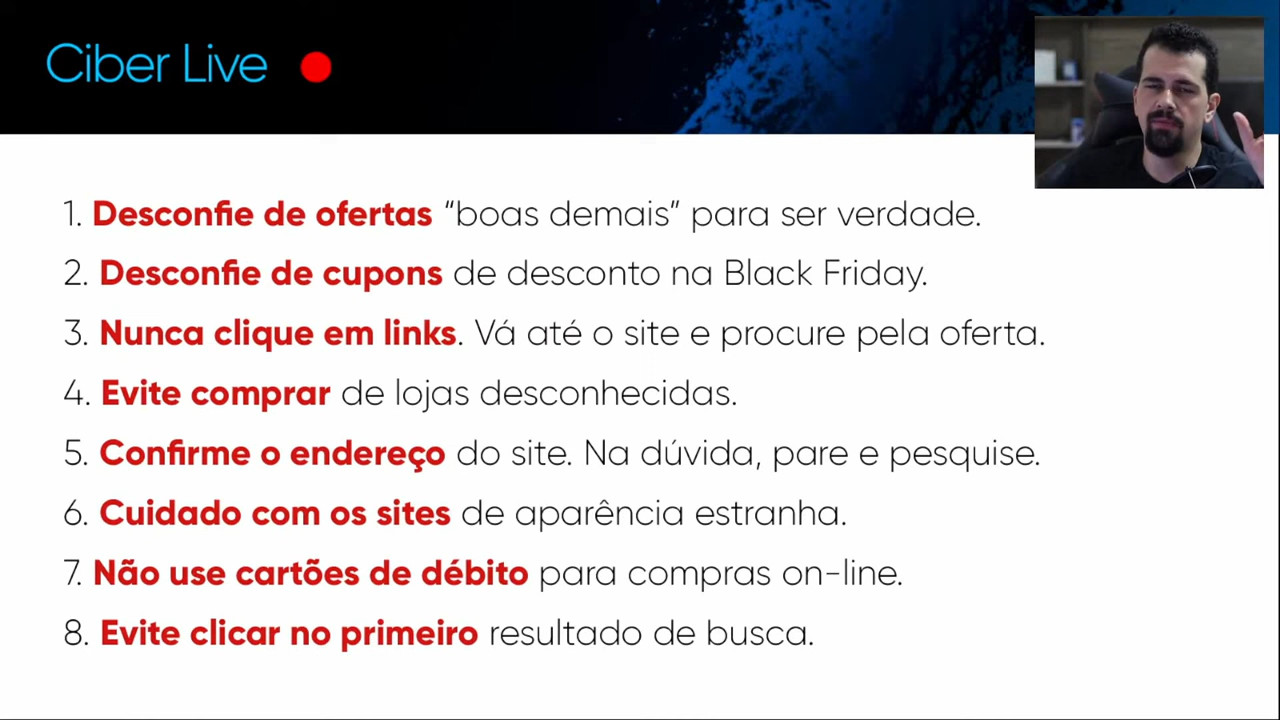 Ciber Live
1. Desconfie de ofertas “boas demais” para ser verdade.
2. Desconfie de cupons de desconto na Black Friday.
3. Nunca clique em links. Vá até o site e procure pela oferta.
4. Evite comprar de lojas desconhecidas.
5. Confirme o endereço do site. Na dúvida, pare e pesquise.
6. Cuidado com os sites de aparência estranha.
7. Não use cartões de débito para compras on-line.
8. Evite clicar no primeiro resultado de busca.